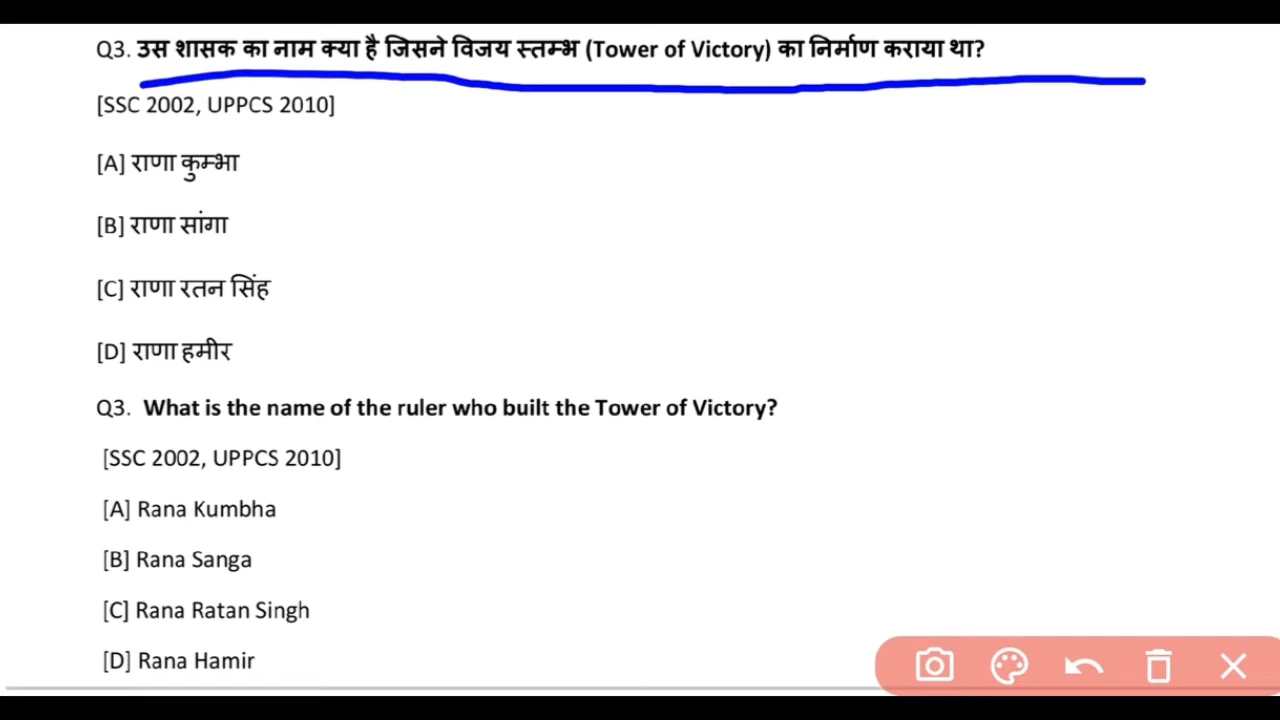 Q3. उस शासक का नाम क्या है जिसने विजय स्तम्भ (Tower of Victory) का निर्माण कराया था?
[SSC 2002, UPPCS 2010]
[A] राणा कुम्भा
[B] राणा सांगा
[C] राणा रतन सिंह
[D] राणा हमीर
Q3. What is the name of the ruler who built the Tower of Victory?
[SSC 2002, UPPCS 2010]
[A] Rana Kumbha
[B] Rana Sanga
[C] Rana Ratan Singh
[D] Rana Hamir